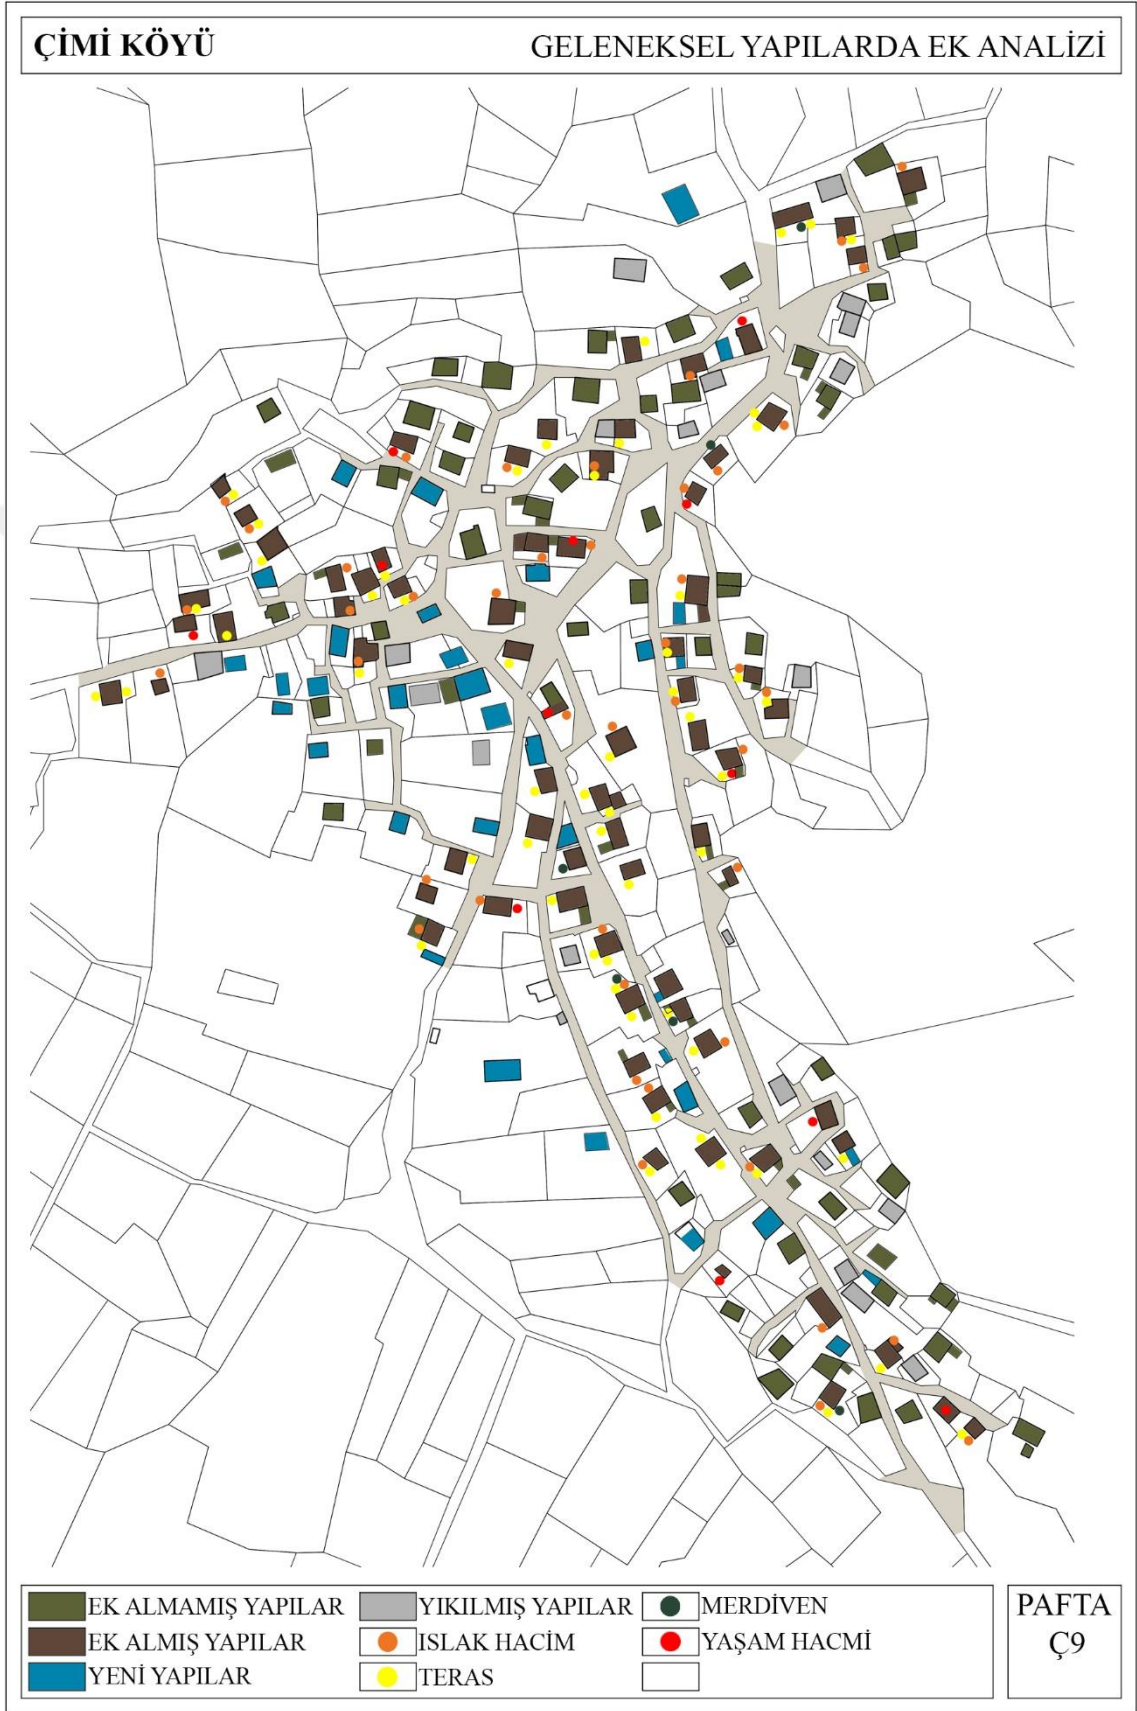 ÇİMİ KÖYÜ
GELENEKSEL YAPILARDA EK ANALİZİ
EK ALMAMIŞ YAPILAR
YIKILMIŞ YAPILAR
MERDİVEN
EK ALMIŞ YAPILAR
ISLAK HACİM
YAŞAM HACMİ
YENİ YAPILAR
TERAS
PAFTA
Ç9